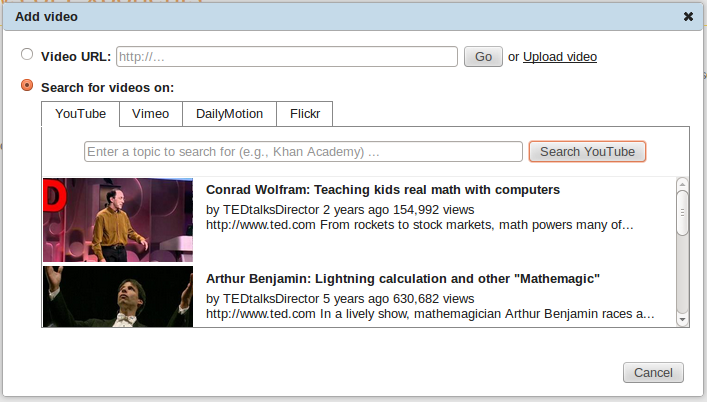 Add video
Video URL: http://... Go or Upload video
Search for videos on:
YouTube Vimeo DailyMotion Flickr
Enter a topic to search for (e.g., Khan Academy) ... Search YouTube
D
Conrad Wolfram: Teaching kids real math with computers
by TEDtalksDirector 2 years ago 154,992 views
http://www.ted.com From rockets to stock markets, math powers many of...
Arthur Benjamin: Lightning calculation and other "Mathemagic"
by TEDtalksDirector 5 years ago 630,682 views
http://www.ted.com In a lively show, mathemagician Arthur Benjamin races a...
Cancel